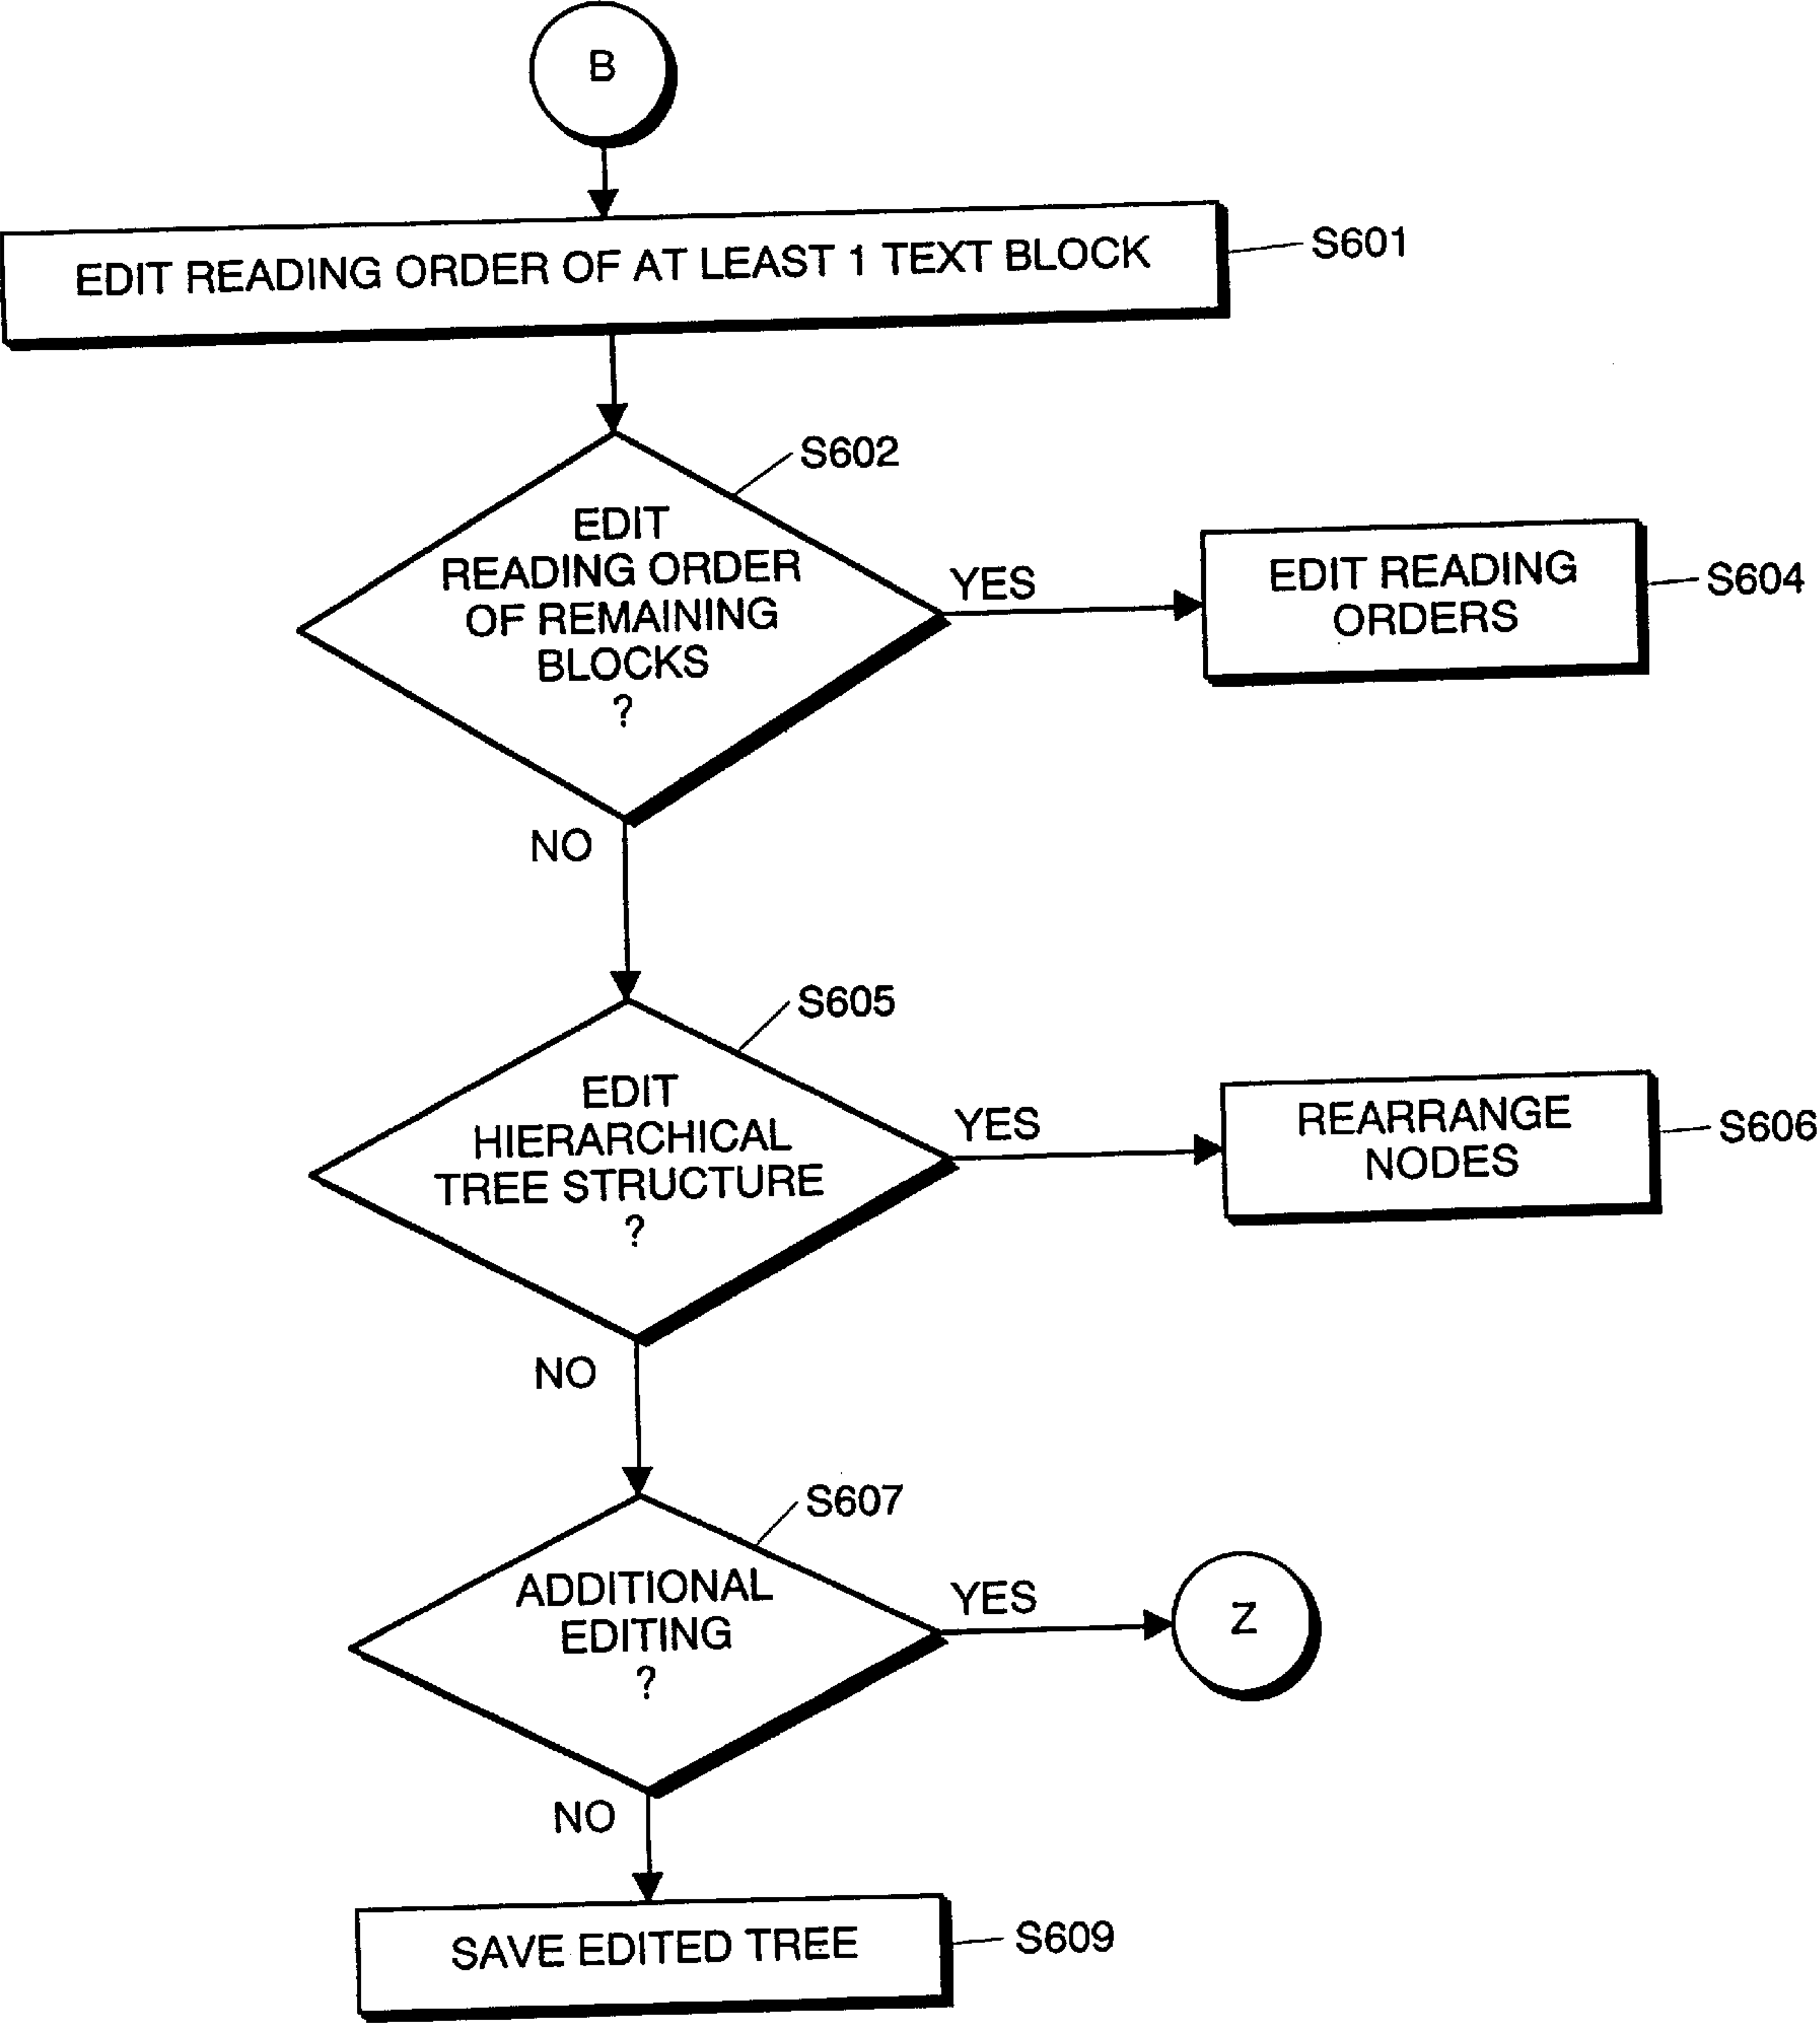 B
EDIT READING ORDER OF AT LEAST 1 TEXT BLOCK
S601
S602
EDIT
READING ORDER
OF REMAINING
BLOCKS
?
YES
EDIT READING
ORDERS
S604
NO
S605
EDIT
HIERARCHICAL
TREE STRUCTURE
?
YES
REARRANGE
NODES
S606
NO
S607
ADDITIONAL
EDITING
?
YES
Z
NO
SAVE EDITED TREE
S609